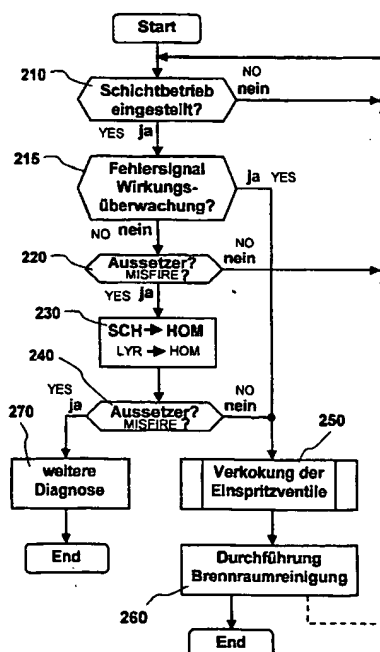 Start
210
Schichtbetrieb
eingestellt?
NO
nein
YES ja
215
Fehlersignal
Wirkungs-
überwachung?
ja YES
NO nein
220
Aussetzer?
MISFIRE ?
NO
nein
YES ja
230
SCH → HOM
LYR → HOM
240
Aussetzer?
MISFIRE ?
YES
ja
NO
nein
270
weitere
Diagnose
250
Verkokung der
Einspritzventile
End
Durchführung
Brennraumreinigung
260
End